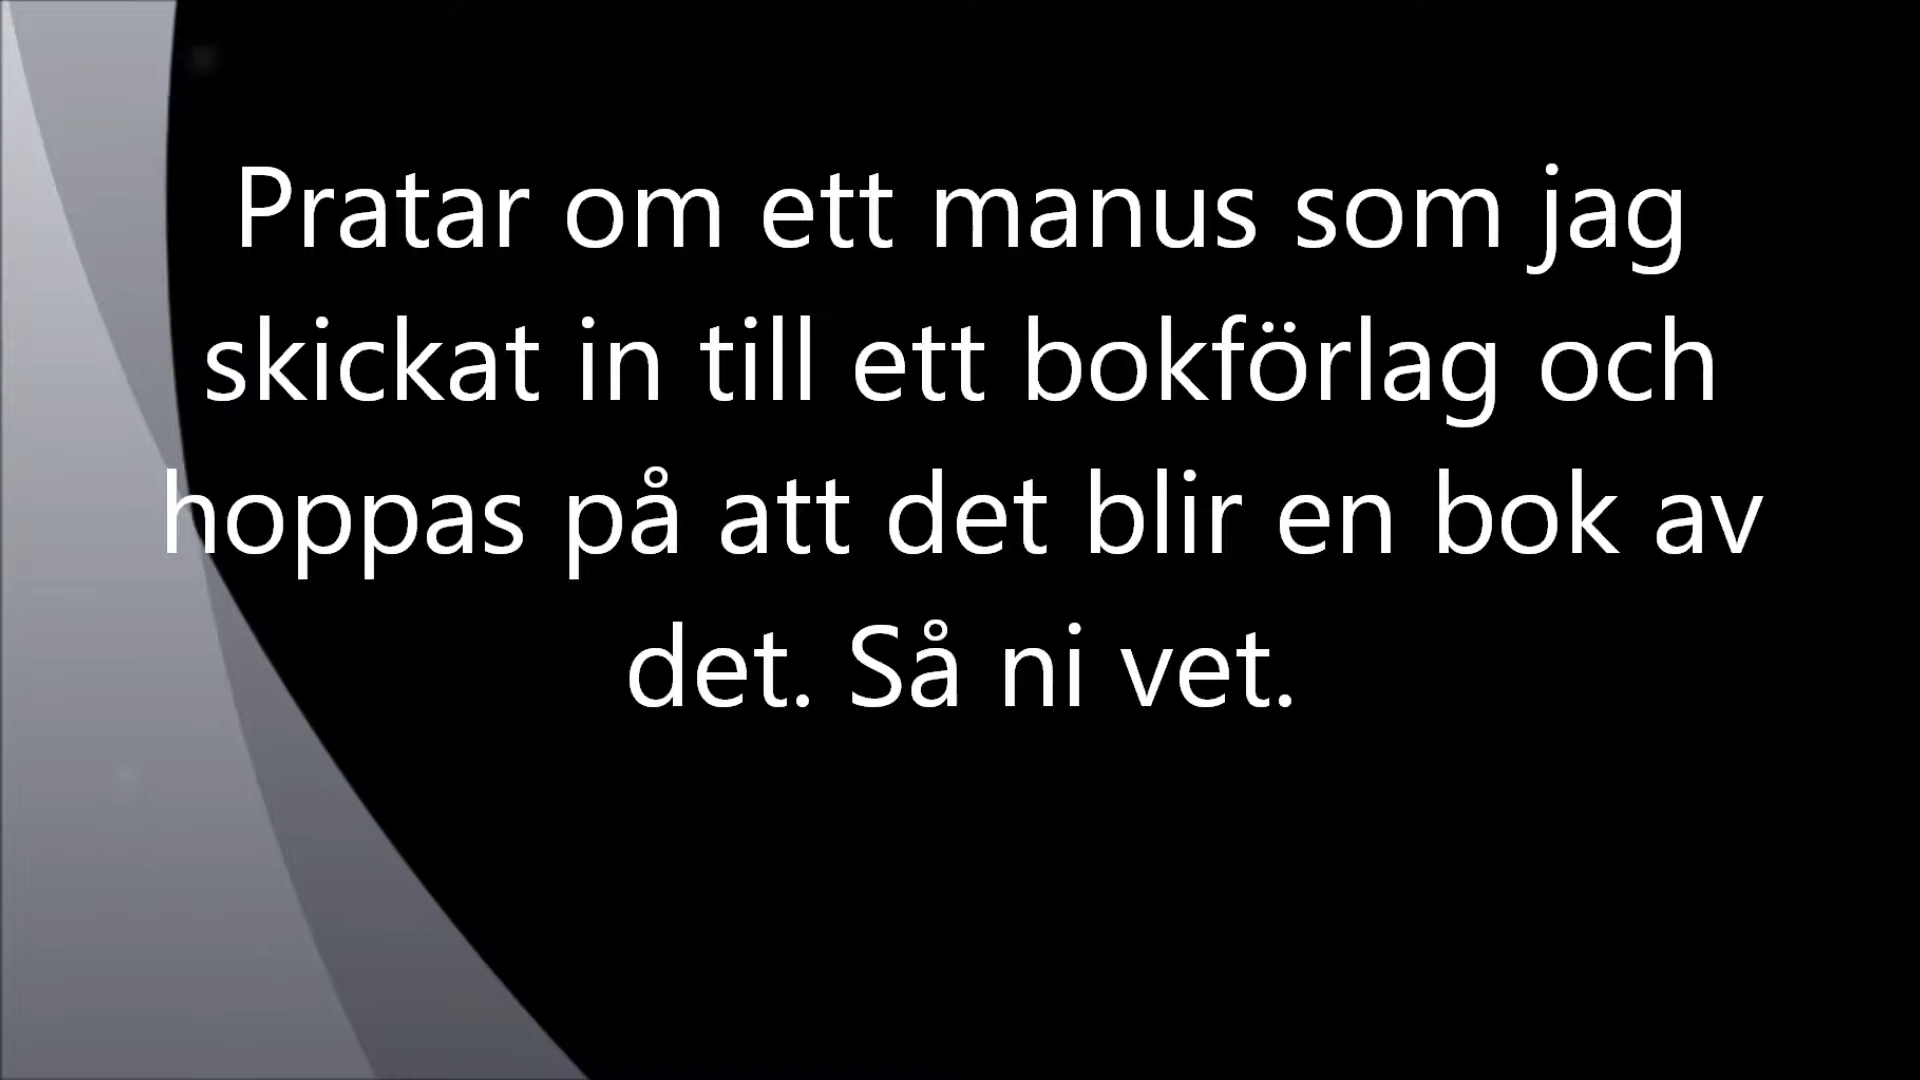 Pratar om ett manus som jag
skickat in till ett bokförlag och
hoppas på att det blir en bok av
det. Så ni vet.